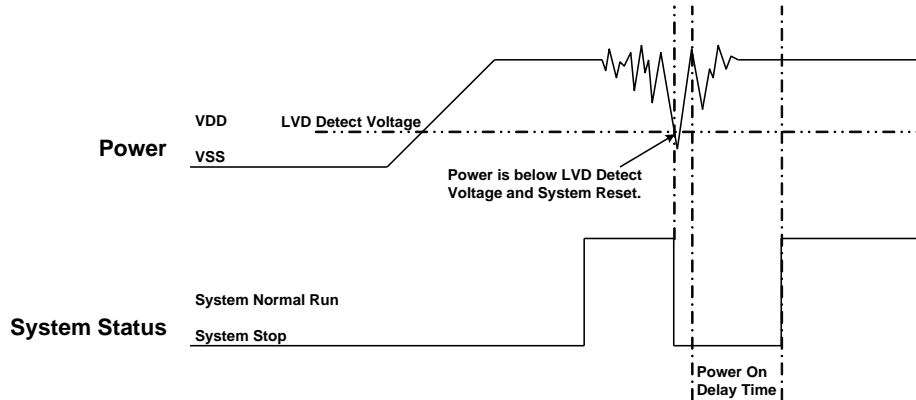 VDD
LVD Detect Voltage
Power
VSS
Power is below LVD Detect
Voltage and System Reset.
System Normal Run
System Status
System Stop
Power On
Delay Time